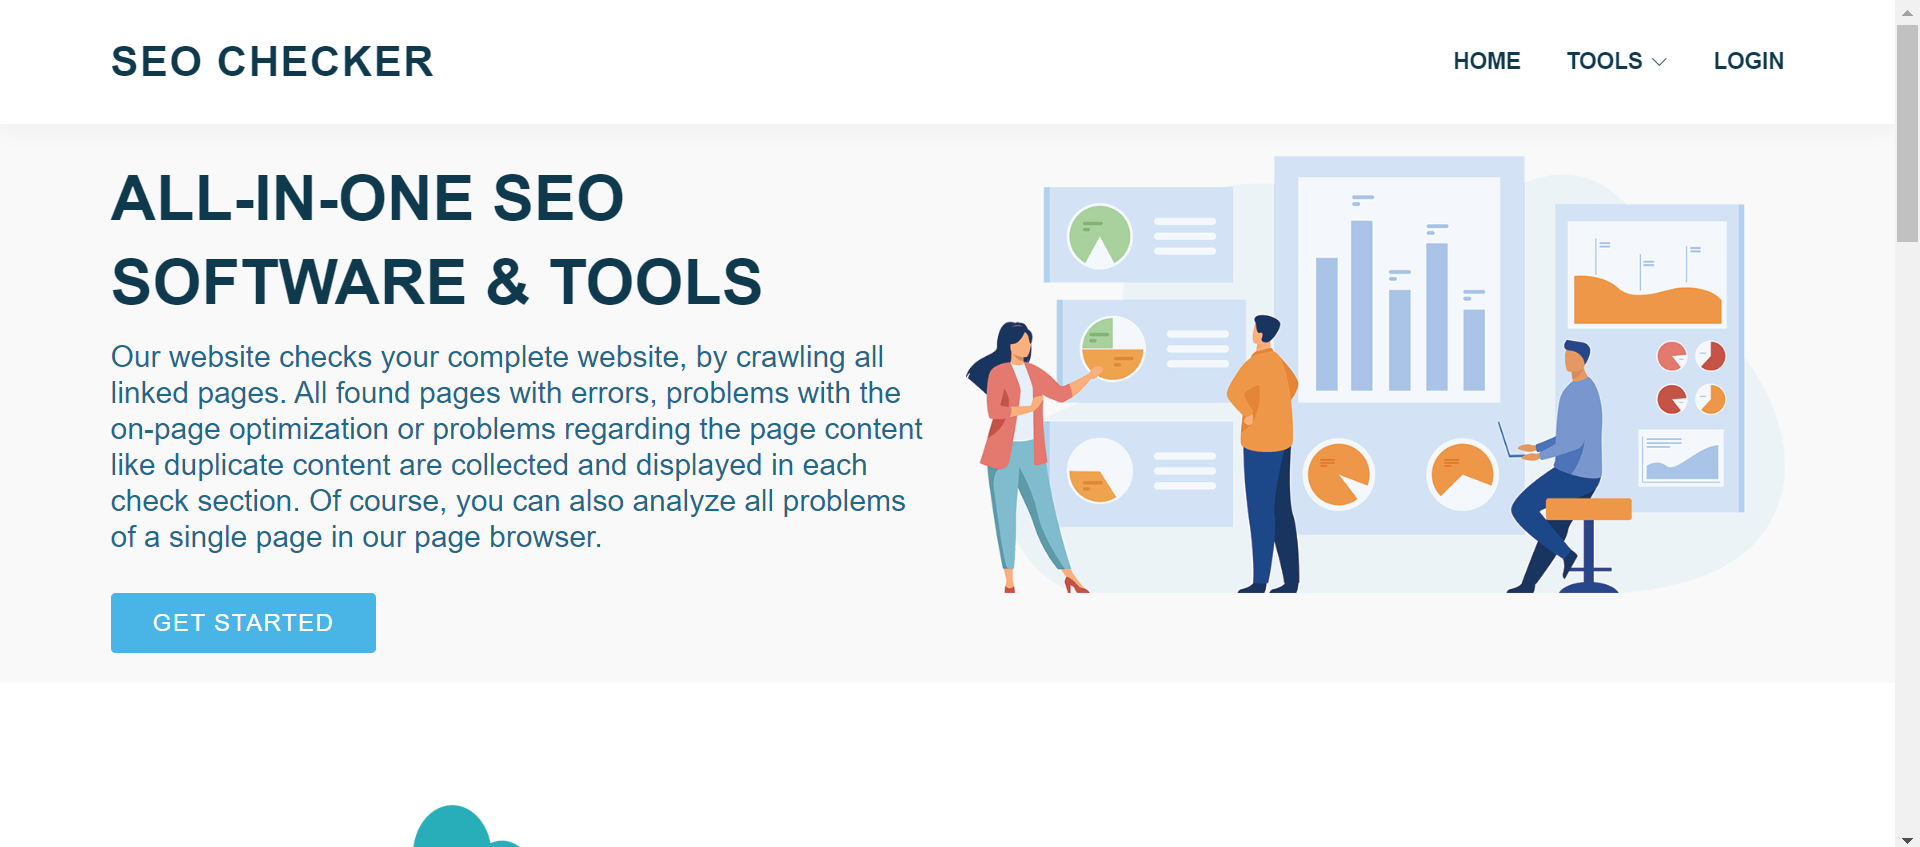 SEO CHECKER
HOME
TOOLS
LOGIN
ALL-IN-ONE SEO
SOFTWARE & TOOLS
Our website checks your complete website, by crawling all
linked pages. All found pages with errors, problems with the
on-page optimization or problems regarding the page content
like duplicate content are collected and displayed in each
check section. Of course, you can also analyze all problems
of a single page in our page browser.
GET STARTED